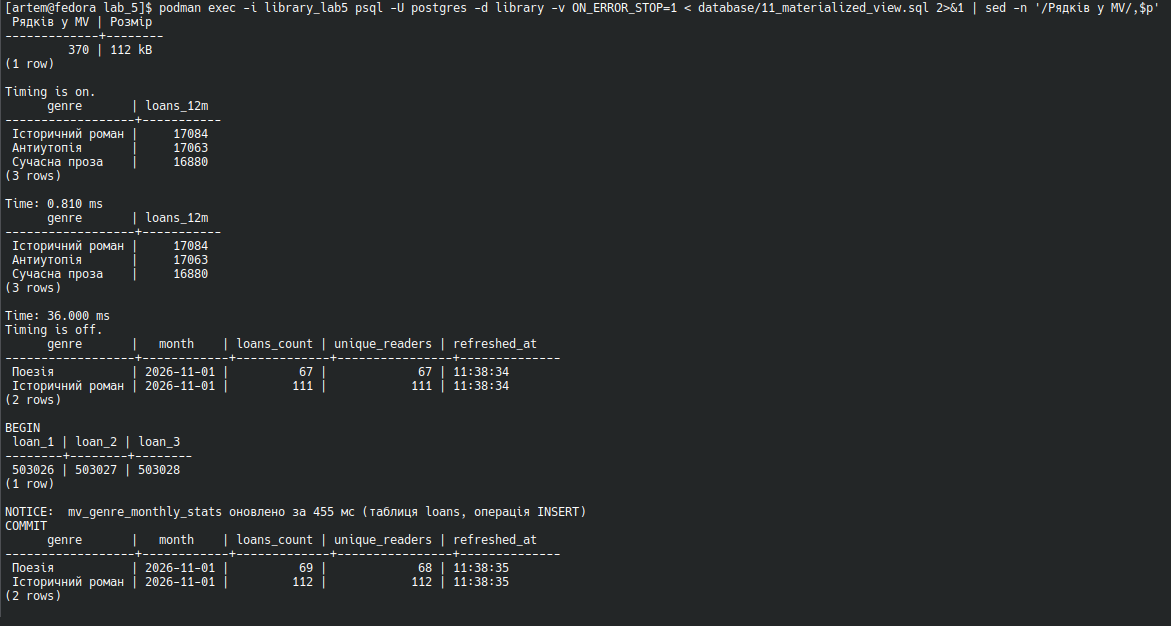 [artem@fedora lab_5]$ podman exec -i library_lab5 psql -U postgres -d library -v ON_ERROR_STOP=1 < database/11_materialized_view.sql 2>&1 | sed -n '/Рядків у MV/,$p'
 Рядків у MV | Розмір
-------------+--------
         370 | 112 kB
(1 row)

Timing is on.
      genre       | loans_12m
------------------+-----------
 Історичний роман |     17084
 Антиутопія       |     17063
 Сучасна проза    |     16880
(3 rows)

Time: 0.810 ms
      genre       | loans_12m
------------------+-----------
 Історичний роман |     17084
 Антиутопія       |     17063
 Сучасна проза    |     16880
(3 rows)

Time: 36.000 ms
Timing is off.
      genre       |   month    | loans_count | unique_readers | refreshed_at
------------------+------------+-------------+----------------+--------------
 Поезія           | 2026-11-01 |          67 |             67 | 11:38:34
 Історичний роман | 2026-11-01 |         111 |            111 | 11:38:34
(2 rows)

BEGIN
 loan_1 | loan_2 | loan_3
--------+--------+--------
 503026 | 503027 | 503028
(1 row)

NOTICE:  mv_genre_monthly_stats оновлено за 455 мс (таблиця loans, операція INSERT)
COMMIT
      genre       |   month    | loans_count | unique_readers | refreshed_at
------------------+------------+-------------+----------------+--------------
 Поезія           | 2026-11-01 |          69 |             68 | 11:38:35
 Історичний роман | 2026-11-01 |         112 |            112 | 11:38:35
(2 rows)